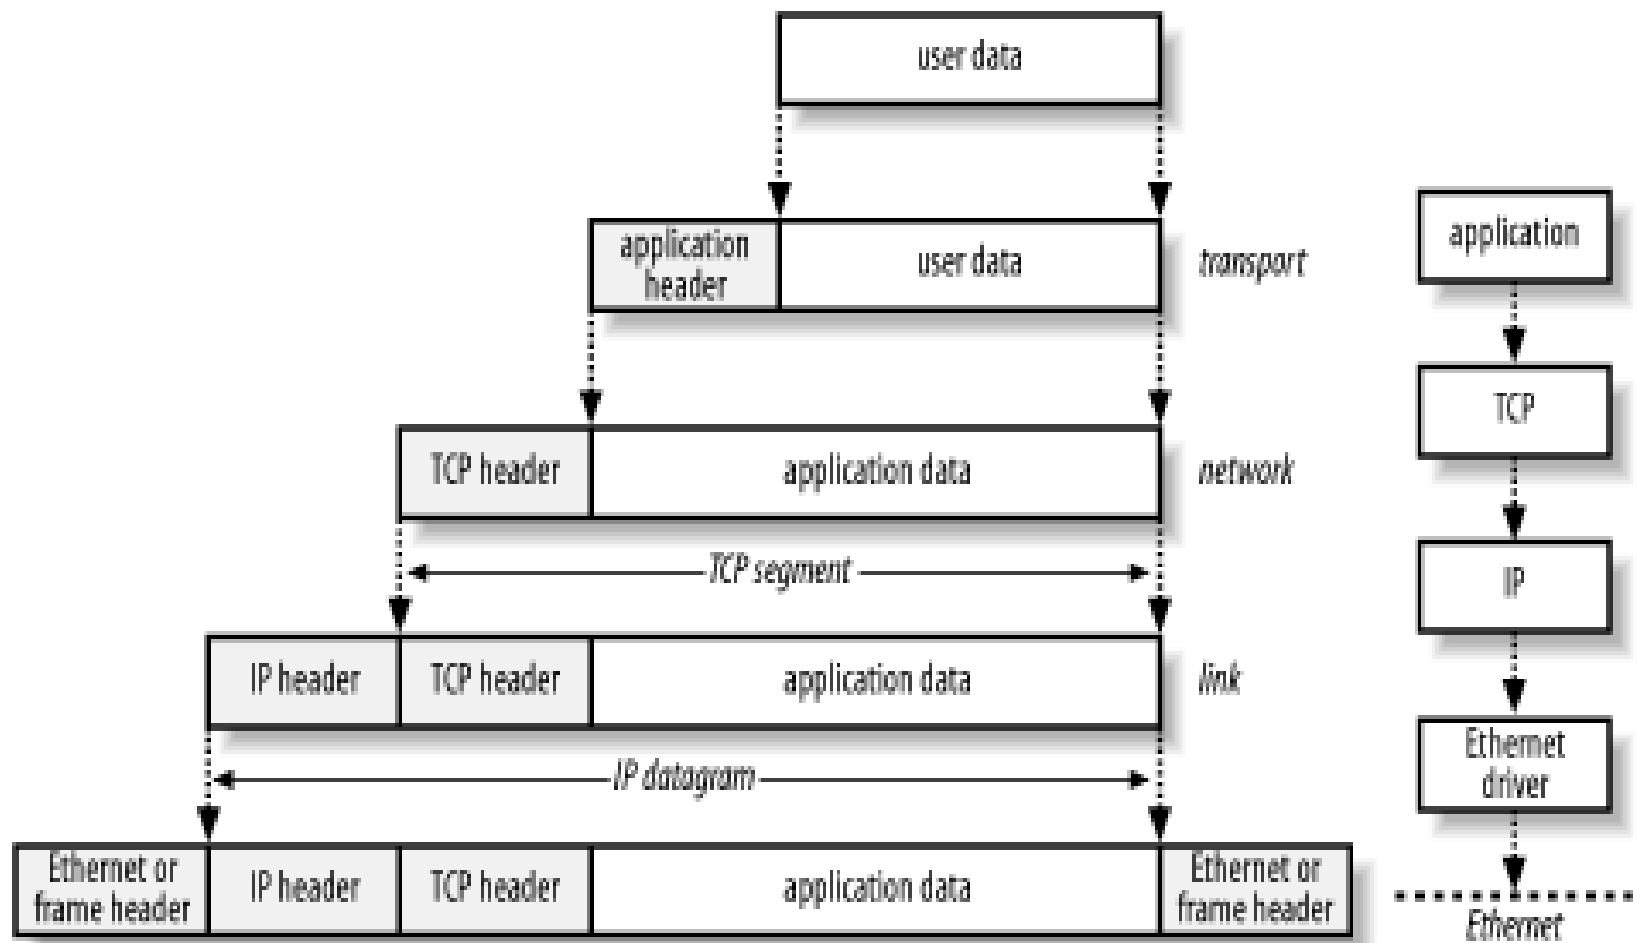 user data
application
header
user data
transport
application
TCP header
application data
network
TCP
TCP segment
IP
IP header
TCP header
application data
link
IP datagram
Ethernet
driver
Ethernet or
frame header
IP header
TCP header
application data
Ethernet or
frame header
Ethernet